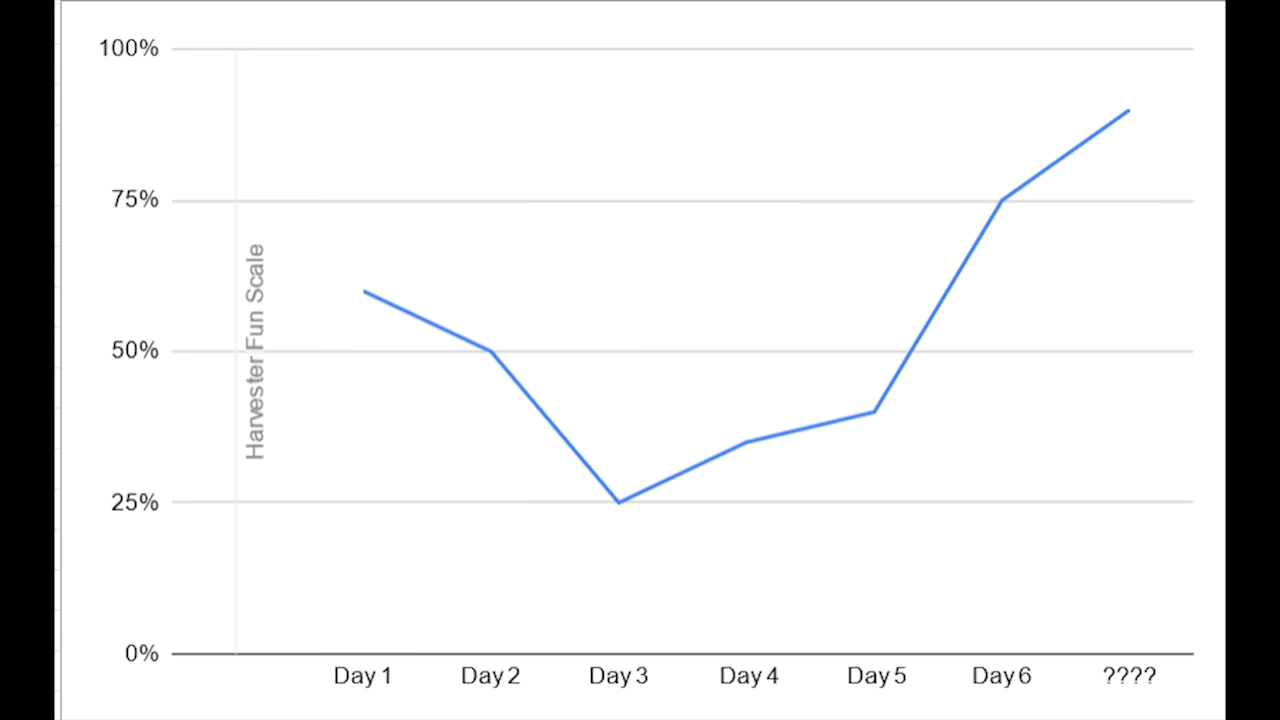 100%
75%
50%
25%
0%
Harvester Fun Scale
Day 1
Day 2
Day 3
Day 4
Day 5
Day 6
????